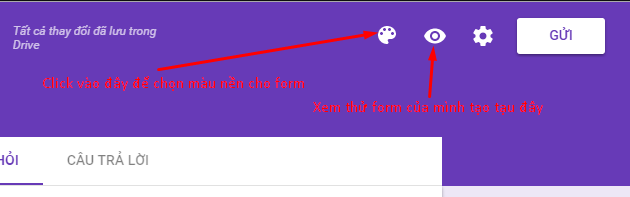 Tất cả thay đổi đã lưu trong
Drive
GỬI
Click vào đây để chọn màu nền cho form
Xem thử form của mình tạo tại đây
HỎI
CÂU TRẢ LỜI